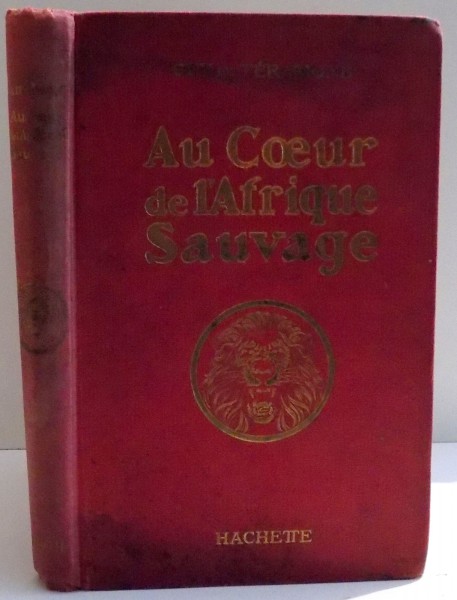 Au Cœur
de l'Afrique
Sauvage
HACHETTE